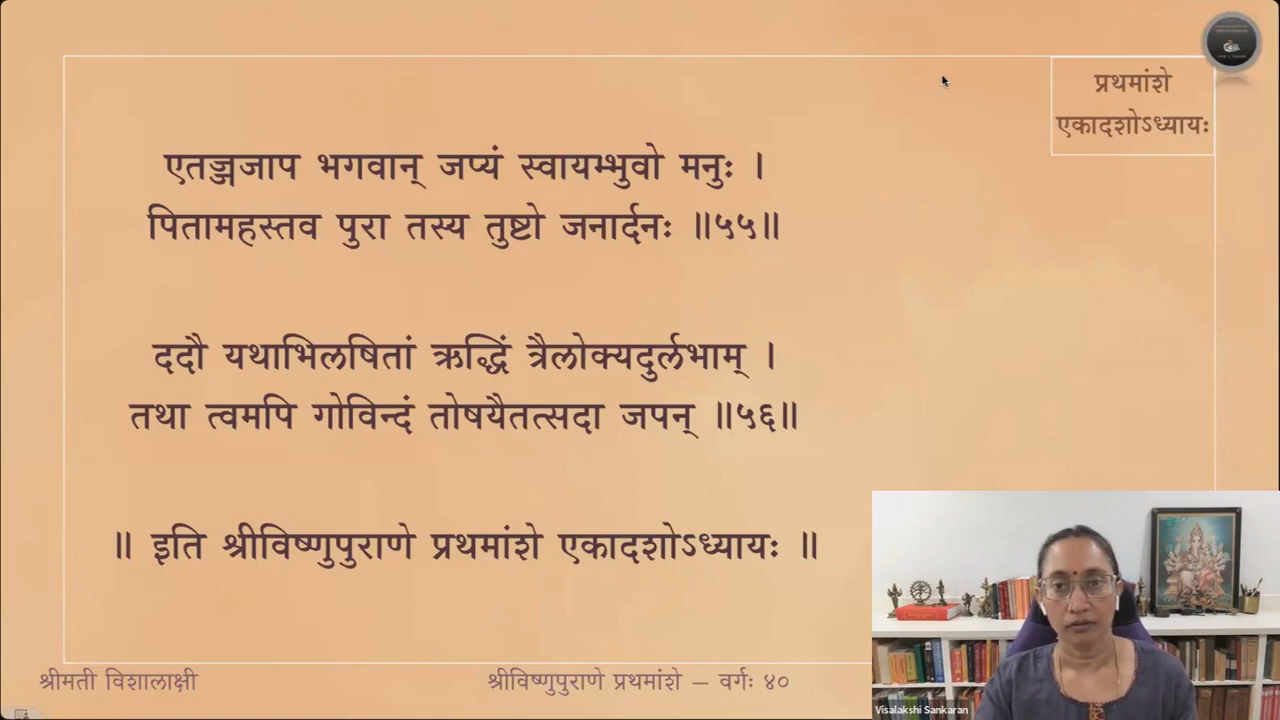 प्रथमांशे
एकादशोऽध्यायः
एतज्जजाप भगवान् जप्यं स्वायम्भुवो मनुः ।
पितामहस्तव पुरा तस्य तुष्टो जनार्दनः ॥५५॥
ददौ यथाभिलषितां ऋद्धिं त्रैलोक्यदुर्लभाम् ।
तथा त्वमपि गोविन्दं तोषयैतत्सदा जपन् ॥५६॥
॥ इति श्रीविष्णुपुराणे प्रथमांशे एकादशोऽध्यायः ॥
श्रीमती विशालाक्षी
श्रीविष्णुपुराणे प्रथमांशे – वर्गः ४०
Visalakshi Sankaran